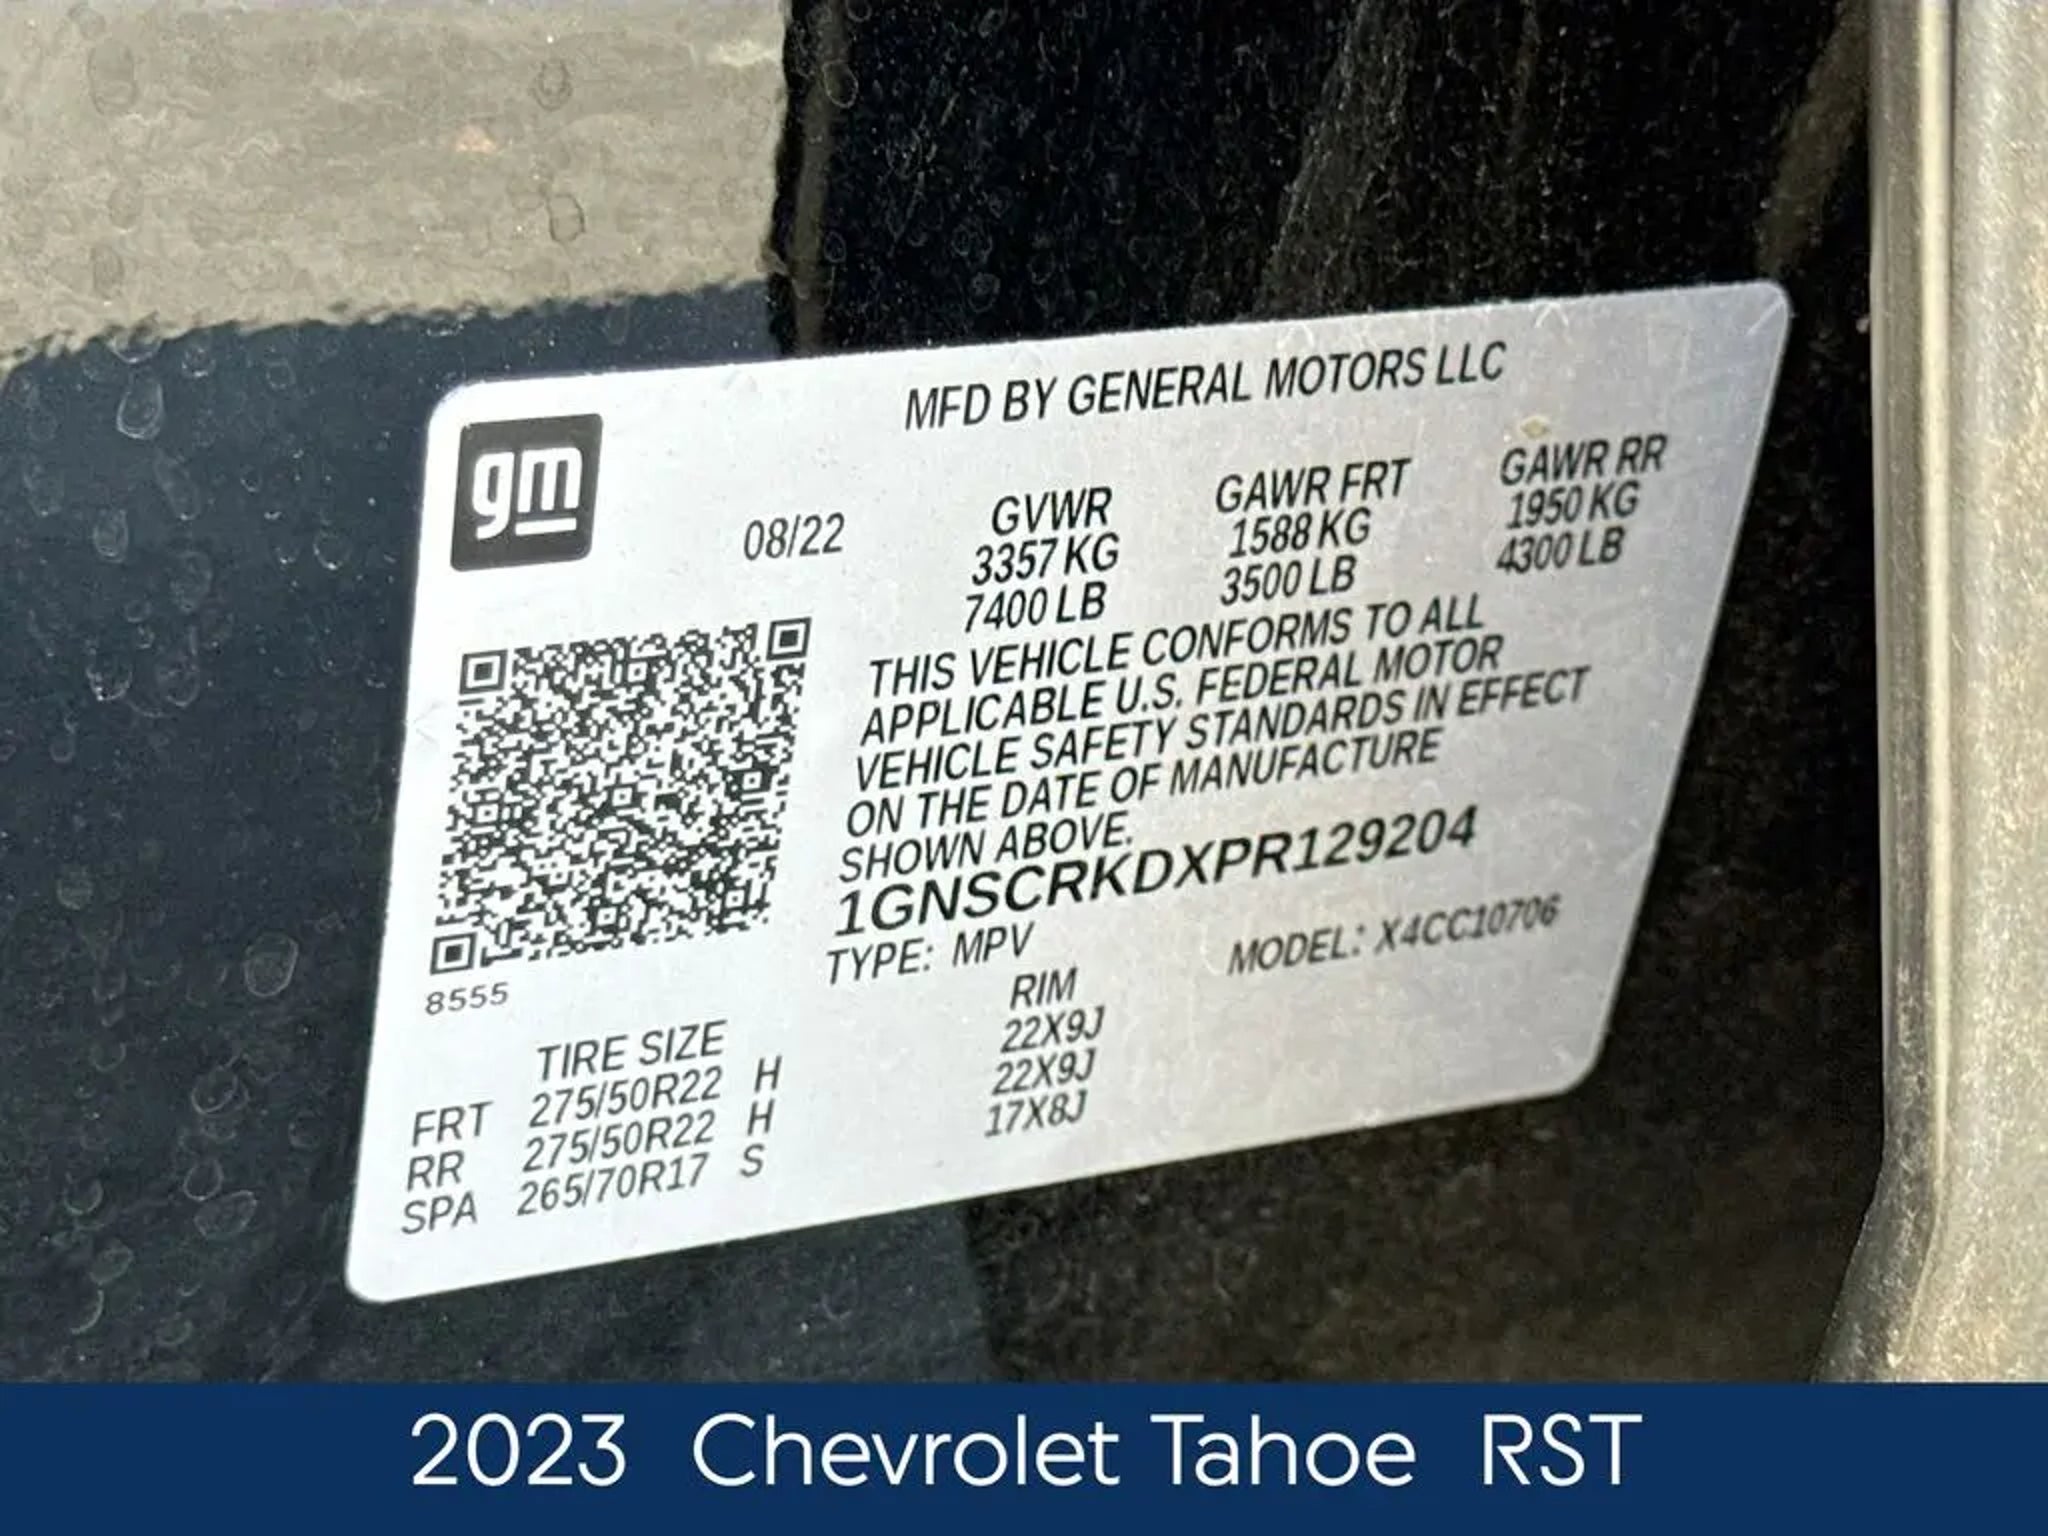 MFD BY GENERAL MOTORS LLC
gm
08/22
GVWR GAWR FRT GAWR RR
3357 KG 1588 KG 1950 KG
7400 LB 3500 LB 4300 LB
THIS VEHICLE CONFORMS TO ALL
APPLICABLE U.S. FEDERAL MOTOR
VEHICLE SAFETY STANDARDS IN EFFECT
ON THE DATE OF MANUFACTURE
SHOWN ABOVE.
1GNSCRKDXPR129204
TYPE: MPV MODEL: X4CC10706
8555
TIRE SIZE RIM
FRT 275/50R22 H 22X9J
RR 275/50R22 H 22X9J
SPA 265/70R17 S 17X8J
2023 Chevrolet Tahoe RST